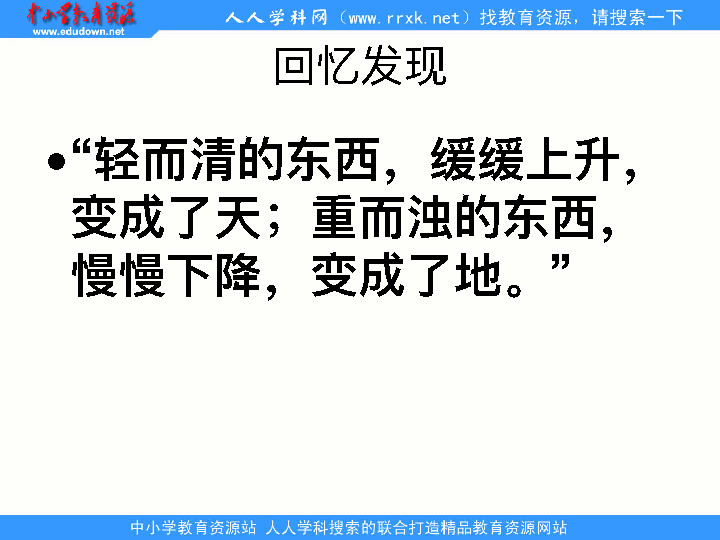 中小学教育资源
www.edudown.net
人人学科网（www.rrxk.net）找教育资源，请搜索一下
回忆发现
•“轻而清的东西，缓缓上升，
变成了天；重而浊的东西，
慢慢下降，变成了地。”
中小学教育资源站 人人学科搜索的联合打造精品教育资源网站